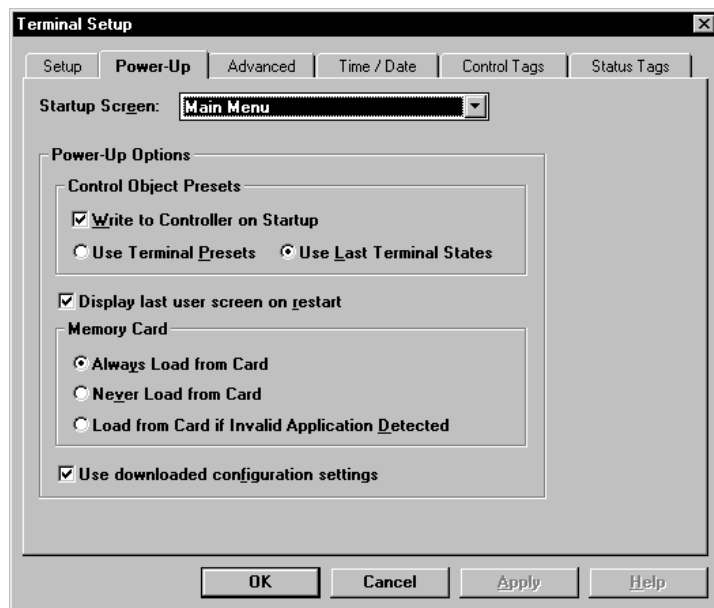 Terminal Setup
Setup Power-Up Advanced Time / Date Control Tags Status Tags
Startup Screen: Main Menu
Power-Up Options
Control Object Presets
Write to Controller on Startup
Use Terminal Presets Use Last Terminal States
Display last user screen on restart
Memory Card
Always Load from Card
Never Load from Card
Load from Card if Invalid Application Detected
Use downloaded configuration settings
OK Cancel Apply Help